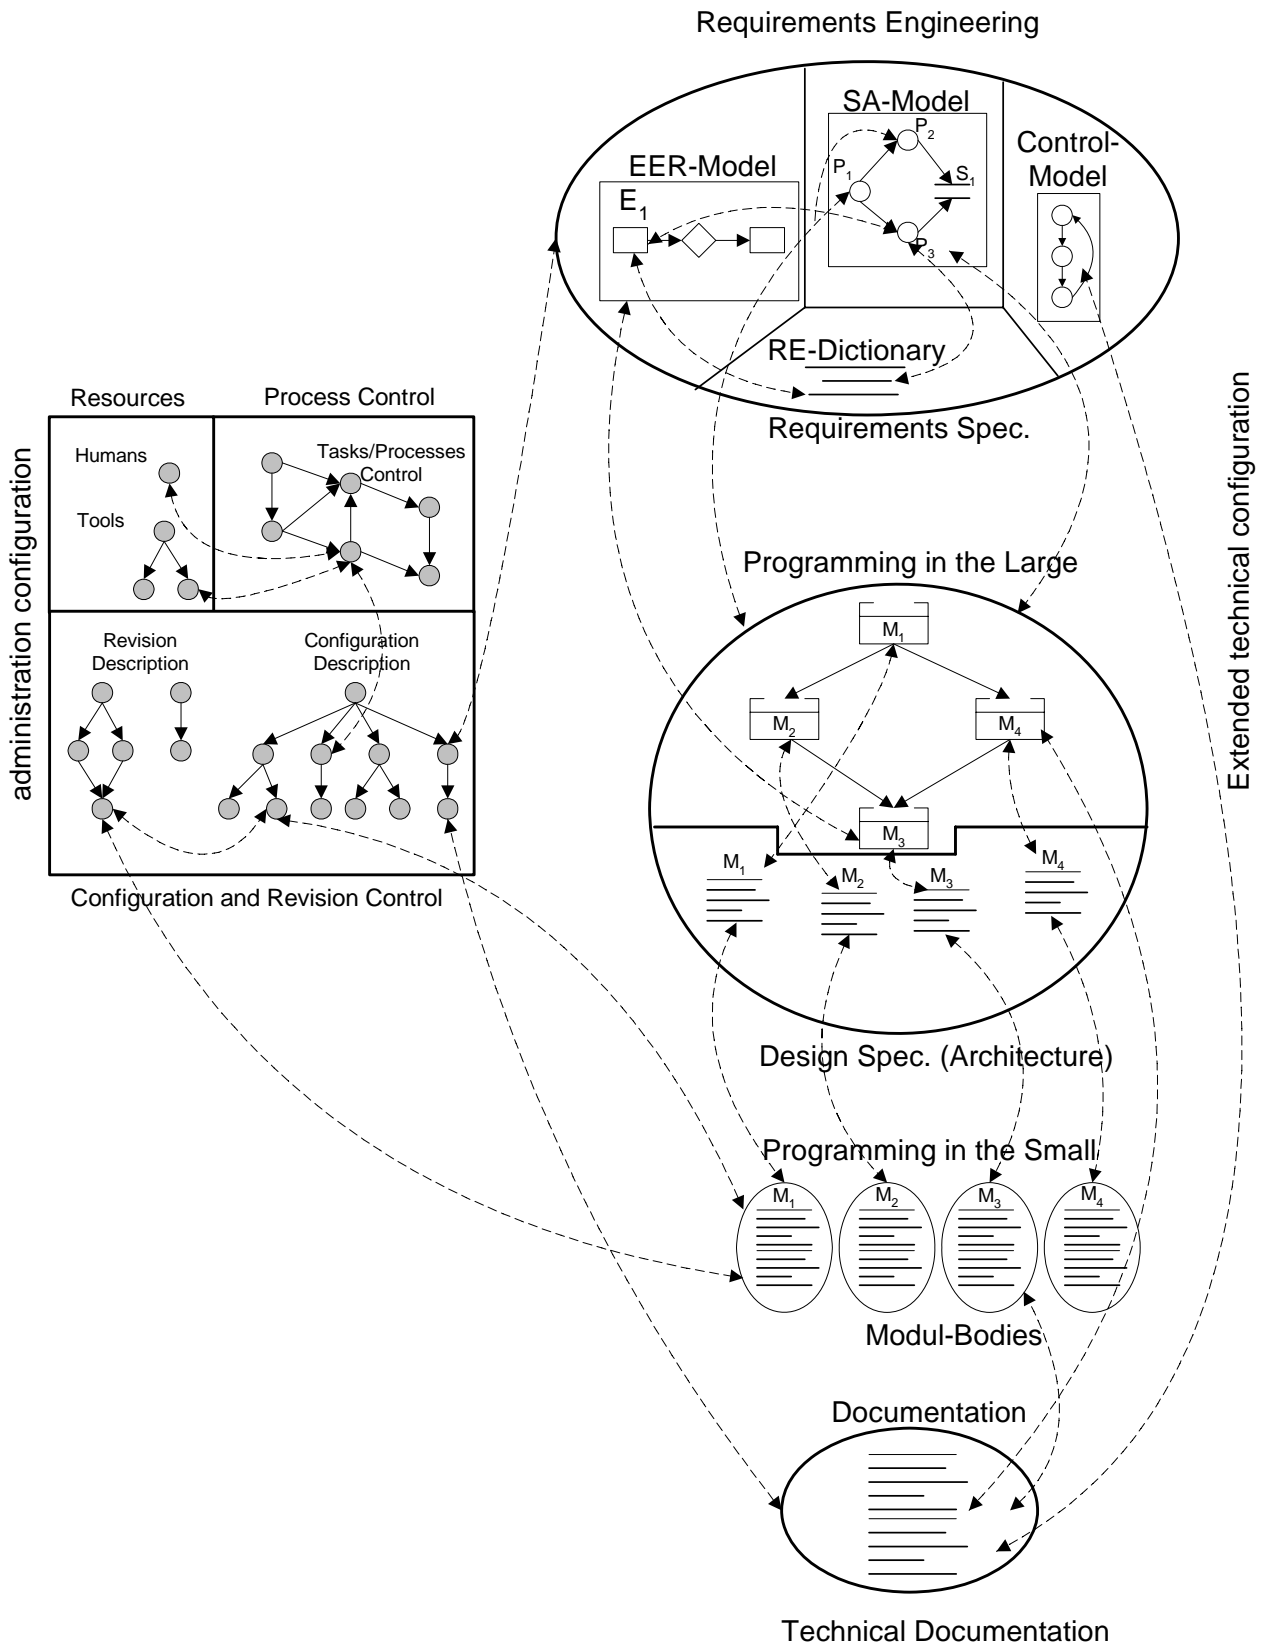 Requirements Engineering
SA-Model
P2
P1
S1
P3
EER-Model
E1
Control-
Model
RE-Dictionary
Requirements Spec.
Resources
Process Control
Humans
Tools
Tasks/Processes
Control
Revision
Description
Configuration
Description
Configuration and Revision Control
administration configuration
Extended technical configuration
Programming in the Large
M1
M2
M4
M3
M1
M2
M3
M4
Design Spec. (Architecture)
Programming in the Small
M1
M2
M3
M4
Modul-Bodies
Documentation
Technical Documentation